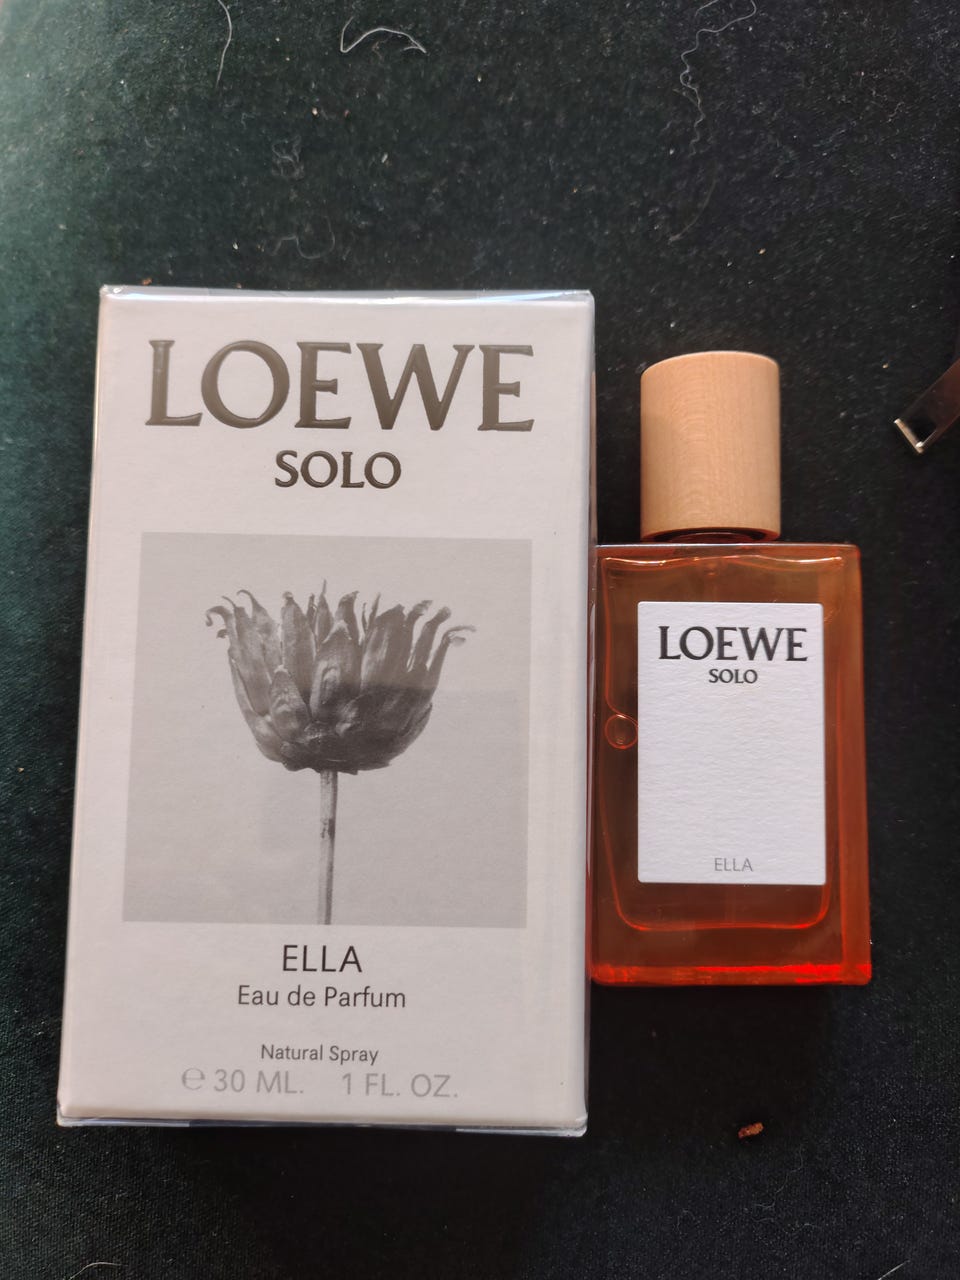 LOEWE
SOLO
ELLA
Eau de Parfum
Natural Spray
℮ 30 ML. 1 FL. OZ.
LOEWE
SOLO
ELLA